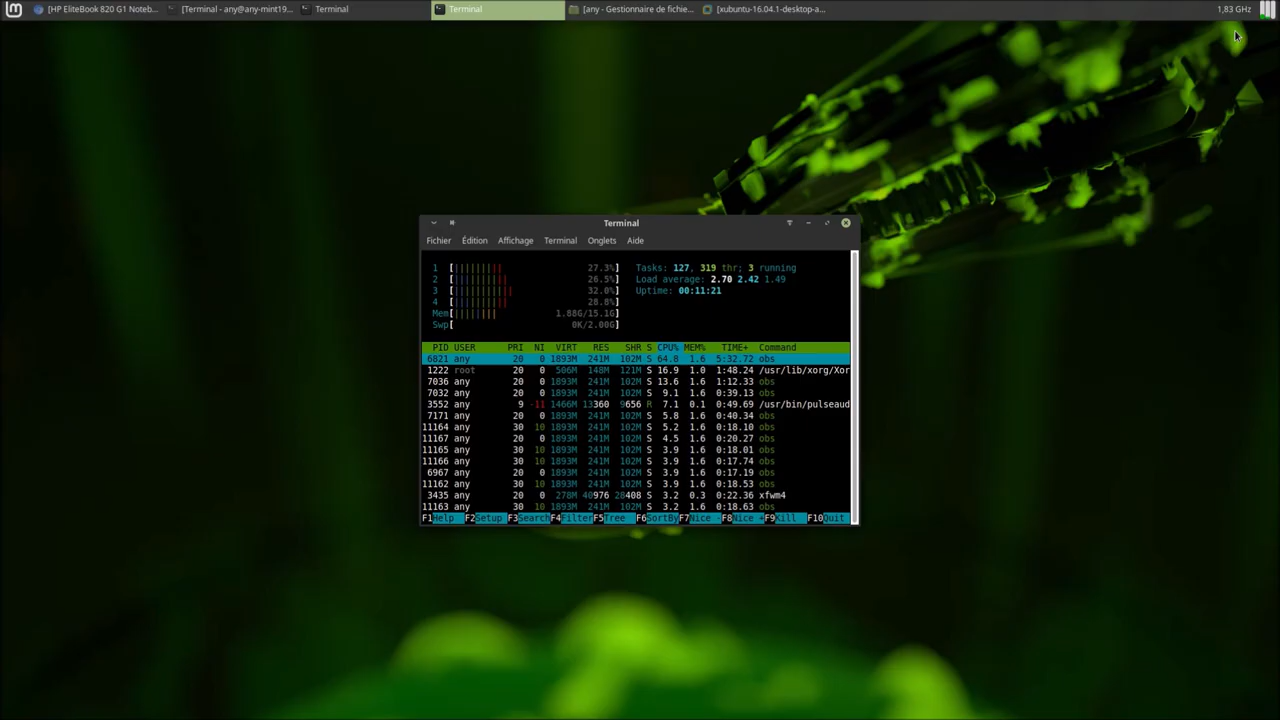 [HP EliteBook 820 G1 Noteb... [Terminal - any@any-mint19... Terminal Terminal [any - Gestionnaire de fichie... [xubuntu-16.04.1-desktop-a... 1,83 GHz
Terminal
Fichier Édition Affichage Terminal Onglets Aide
1 [||||||||| 27.3%] Tasks: 127, 319 thr; 3 running
2 [|||||||||| 26.5%] Load average: 2.70 2.42 1.49
3 [||||||||||| 32.0%] Uptime: 00:11:21
4 [|||||||||| 28.8%]
Mem[|||||||| 1.88G/15.1G]
Swp[ 0K/2.00G]
PID USER PRI NI VIRT RES SHR S CPU% MEM% TIME+ Command
6821 any 20 0 1893M 241M 102M S 64.8 1.6 5:32.72 obs
1222 root 20 0 506M 148M 121M S 16.9 1.0 1:48.24 /usr/lib/xorg/Xor
7036 any 20 0 1893M 241M 102M S 13.6 1.6 1:12.33 obs
7032 any 20 0 1893M 241M 102M S 9.1 1.6 0:39.13 obs
3552 any 9 -11 1466M 13360 9656 R 7.1 0.1 0:49.69 /usr/bin/pulseaud
7171 any 20 0 1893M 241M 102M S 5.8 1.6 0:40.34 obs
11164 any 30 10 1893M 241M 102M S 5.2 1.6 0:18.10 obs
11167 any 20 0 1893M 241M 102M S 4.5 1.6 0:20.27 obs
11165 any 30 10 1893M 241M 102M S 3.9 1.6 0:18.01 obs
11166 any 30 10 1893M 241M 102M S 3.9 1.6 0:17.74 obs
6967 any 20 0 1893M 241M 102M S 3.9 1.6 0:17.19 obs
11162 any 30 10 1893M 241M 102M S 3.9 1.6 0:18.53 obs
3435 any 20 0 278M 40976 28408 S 3.2 0.3 0:22.36 xfwm4
11163 any 30 10 1893M 241M 102M S 3.2 1.6 0:18.63 obs
F1Help F2Setup F3SearchF4FilterF5Tree F6SortByF7Nice -F8Nice +F9Kill F10Quit